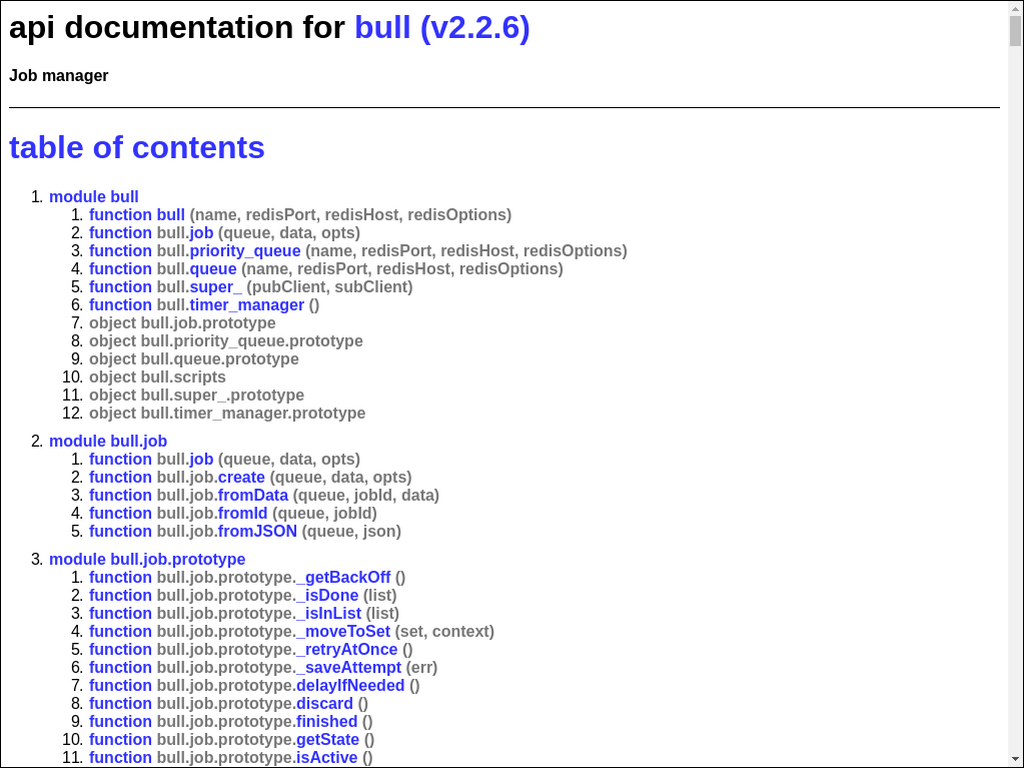 api documentation for bull (v2.2.6)
Job manager
table of contents
1. module bull
1. function bull (name, redisPort, redisHost, redisOptions)
2. function bull.job (queue, data, opts)
3. function bull.priority_queue (name, redisPort, redisHost, redisOptions)
4. function bull.queue (name, redisPort, redisHost, redisOptions)
5. function bull.super_ (pubClient, subClient)
6. function bull.timer_manager ()
7. object bull.job.prototype
8. object bull.priority_queue.prototype
9. object bull.queue.prototype
10. object bull.scripts
11. object bull.super_.prototype
12. object bull.timer_manager.prototype
2. module bull.job
1. function bull.job (queue, data, opts)
2. function bull.job.create (queue, data, opts)
3. function bull.job.fromData (queue, jobId, data)
4. function bull.job.fromId (queue, jobId)
5. function bull.job.fromJSON (queue, json)
3. module bull.job.prototype
1. function bull.job.prototype._getBackOff ()
2. function bull.job.prototype._isDone (list)
3. function bull.job.prototype._isInList (list)
4. function bull.job.prototype._moveToSet (set, context)
5. function bull.job.prototype._retryAtOnce ()
6. function bull.job.prototype._saveAttempt (err)
7. function bull.job.prototype.delayIfNeeded ()
8. function bull.job.prototype.discard ()
9. function bull.job.prototype.finished ()
10. function bull.job.prototype.getState ()
11. function bull.job.prototype.isActive ()